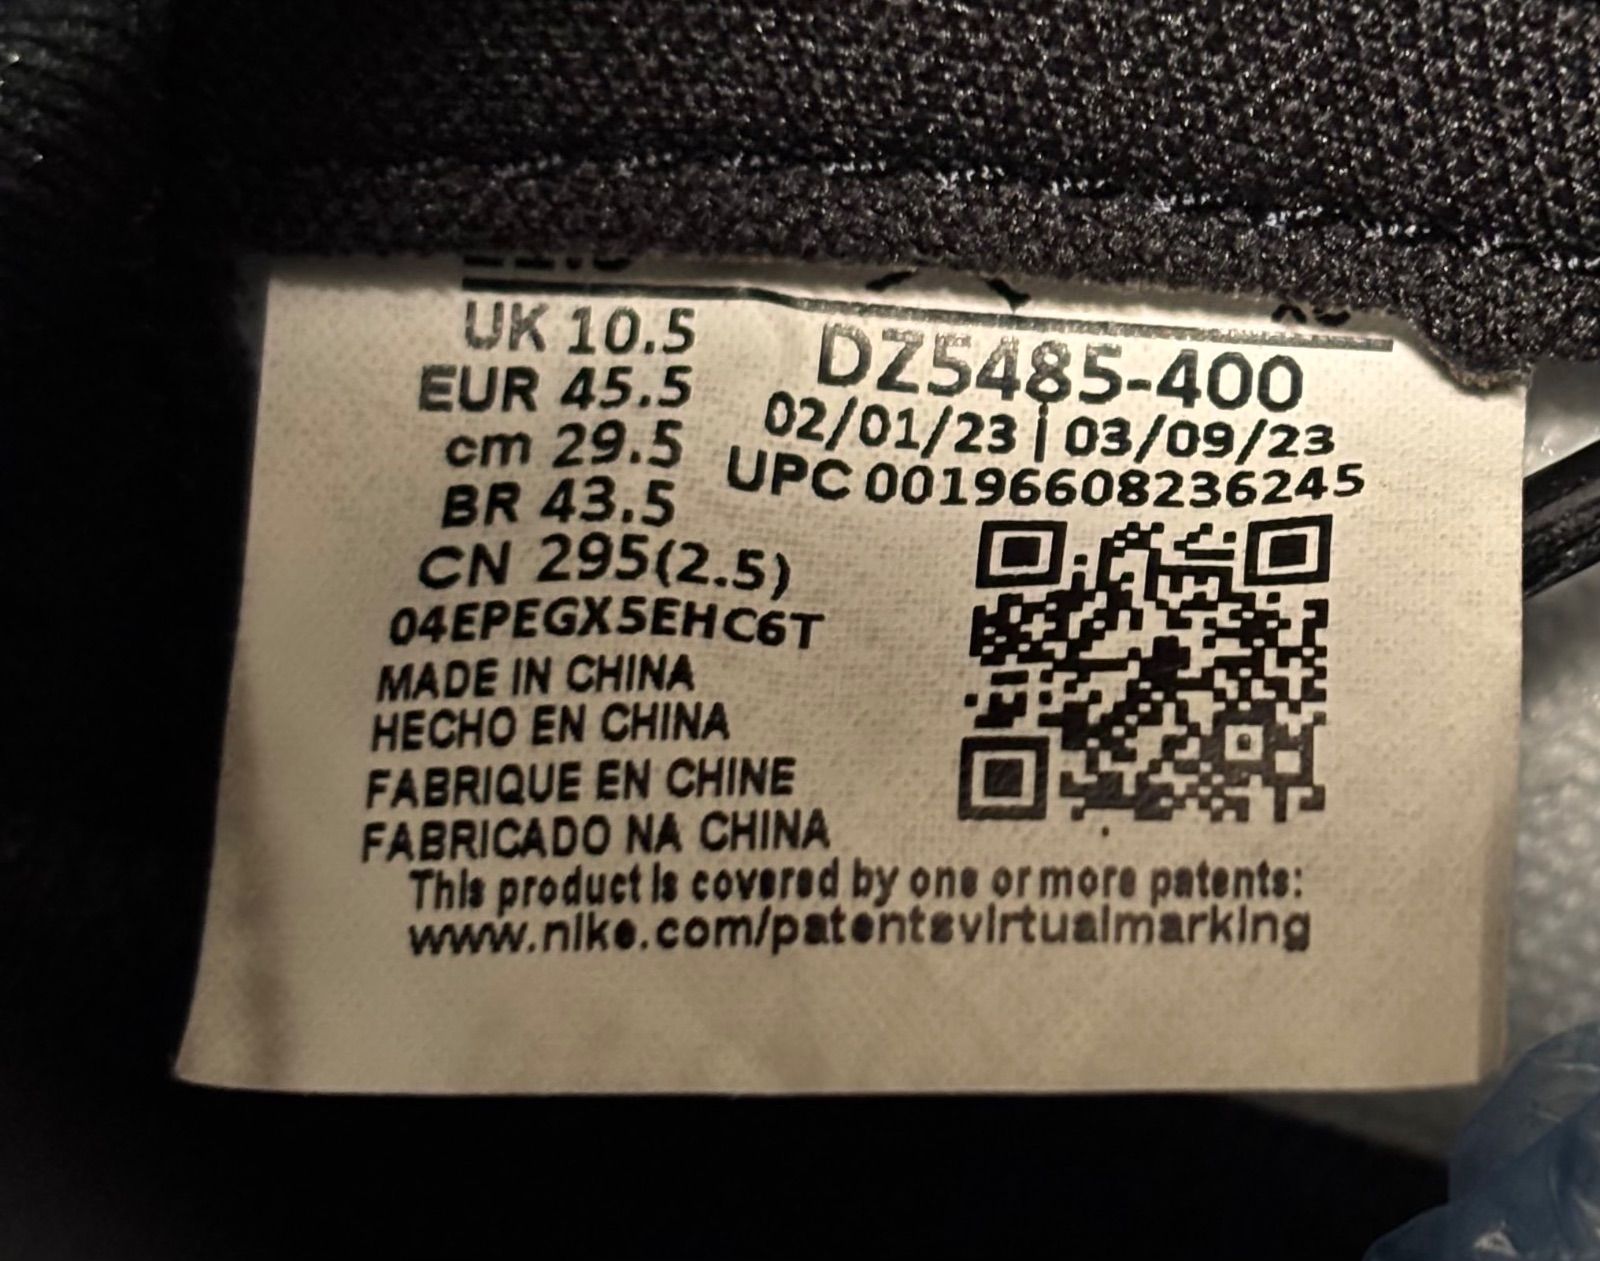 UK 10.5
EUR 45.5
cm 29.5
BR 43.5
CN 295(2.5)
04EPEGX5EHC6T
DZ5485-400
02/01/23 | 03/09/23
UPC 00196608236245
MADE IN CHINA
HECHO EN CHINA
FABRIQUE EN CHINE
FABRICADO NA CHINA
This product is covered by one or more patents:
www.nike.com/patentsvirtualmarking